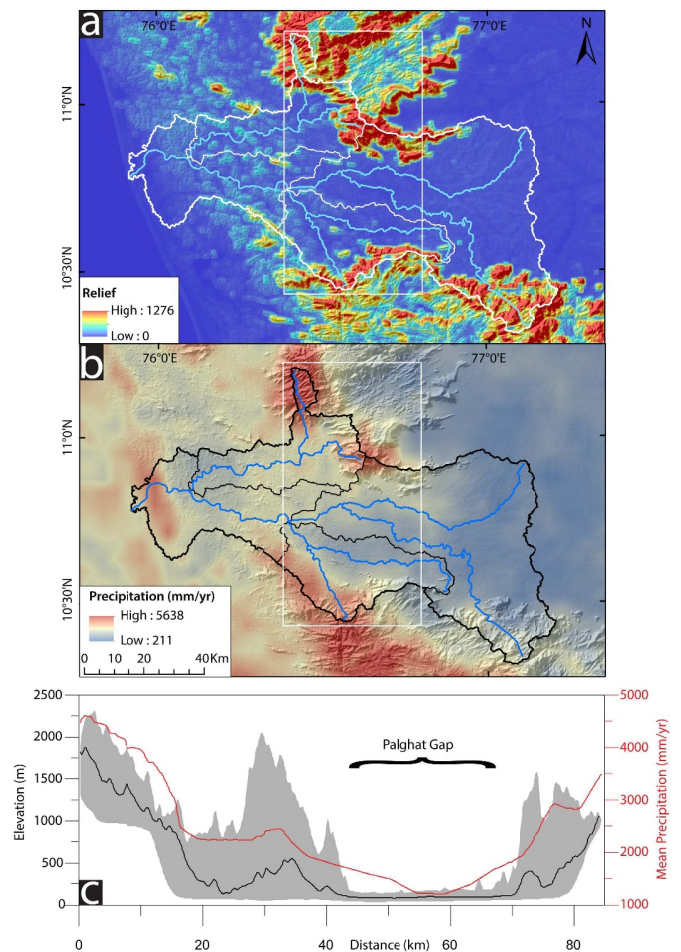 a
76°0'E
77°0'E
N
11°0'N
10°30'N
Relief
High : 1276
Low : 0
b
76°0'E
77°0'E
11°0'N
10°30'N
Precipitation (mm/yr)
High : 5638
Low : 211
0 10 20 40 Km
2500
2000
1500
1000
500
0
Elevation (m)
Palghat Gap
5000
4000
3000
2000
1000
Mean Precipitation (mm/yr)
c
0 20 40 Distance (km) 60 80